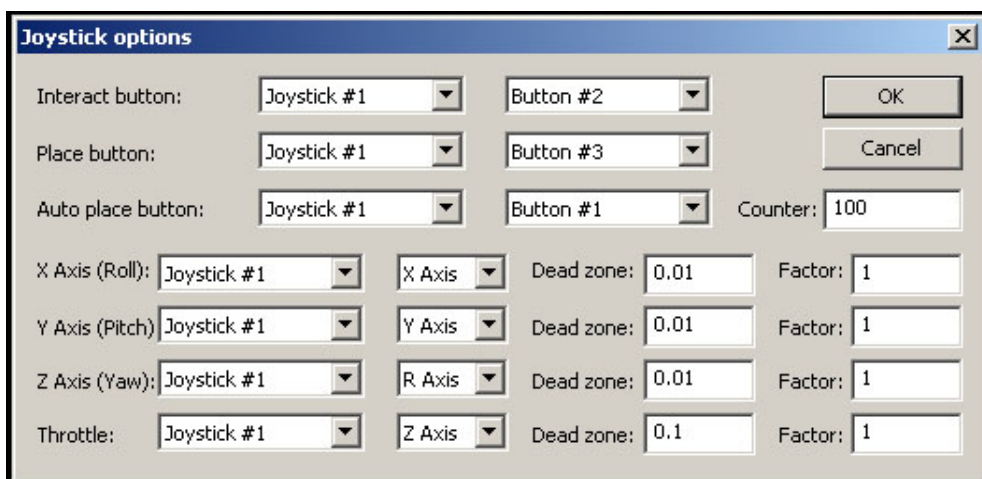 Joystick options
Interact button: Joystick #1 Button #2 OK
Place button: Joystick #1 Button #3 Cancel
Auto place button: Joystick #1 Button #1 Counter: 100
X Axis (Roll): Joystick #1 X Axis Dead zone: 0.01 Factor: 1
Y Axis (Pitch) Joystick #1 Y Axis Dead zone: 0.01 Factor: 1
Z Axis (Yaw): Joystick #1 R Axis Dead zone: 0.01 Factor: 1
Throttle: Joystick #1 Z Axis Dead zone: 0.1 Factor: 1